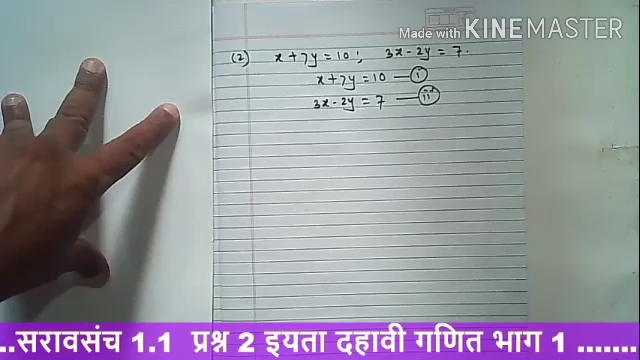 Made with KINEMASTER
(2) x + 7y = 10 ; 3x - 2y = 7.
x + 7y = 10 — (i)
3x - 2y = 7 — (ii)
..सरावसंच 1.1 प्रश्न 2 इयता दहावी गणित भाग 1 .......